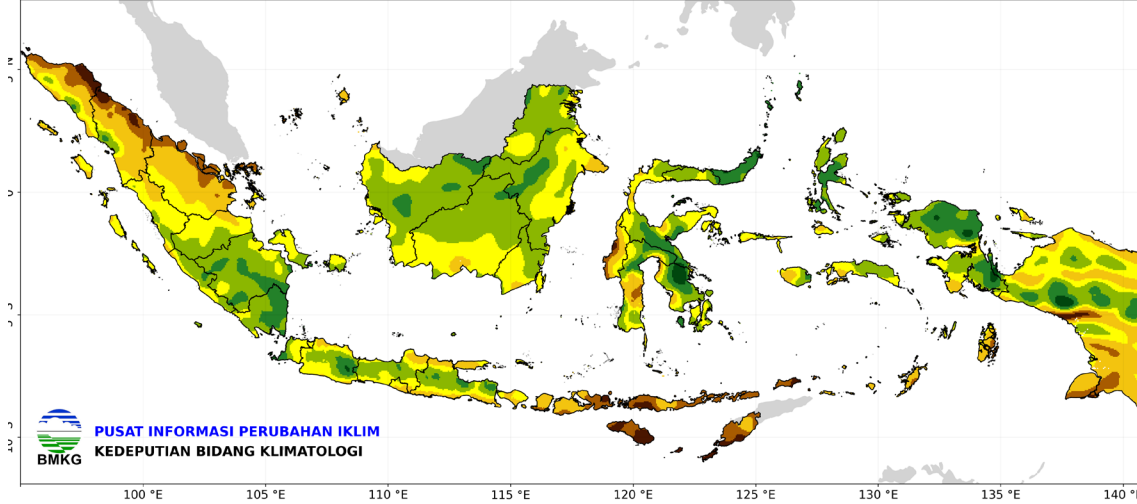 PUSAT INFORMASI PERUBAHAN IKLIM
KEDEPUTIAN BIDANG KLIMATOLOGI
BMKG
100 °E
105 °E
110 °E
115 °E
120 °E
125 °E
130 °E
135 °E